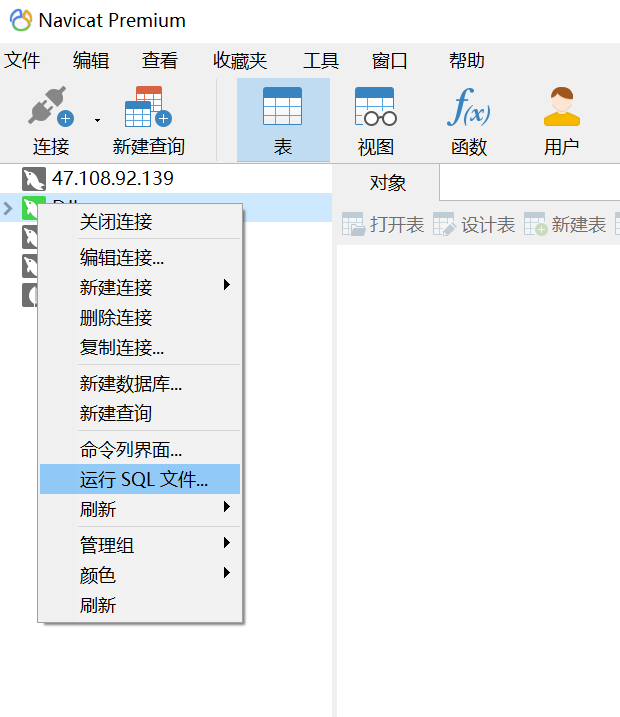 Navicat Premium
文件 编辑 查看 收藏夹 工具 窗口 帮助
连接 新建查询 表 视图 函数 用户
f(x)
47.108.92.139
对象
打开表 设计表 新建表
关闭连接
编辑连接...
新建连接
删除连接
复制连接...
新建数据库...
新建查询
命令列界面...
运行 SQL 文件...
刷新
管理组
颜色
刷新